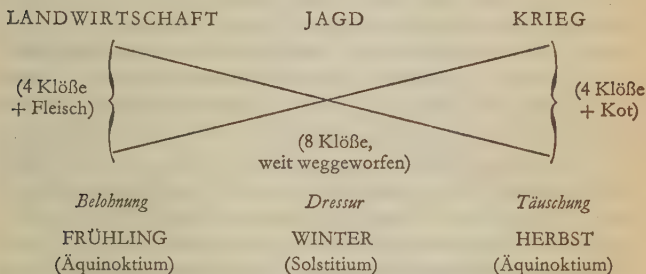 LANDWIRTSCHAFT JAGD KRIEG
(4 Klöße (4 Klöße
+ Fleisch) + Kot)
(8 Klöße,
weit weggeworfen)
Belohnung Dressur Täuschung
FRÜHLING WINTER HERBST
(Äquinoktium) (Solstitium) (Äquinoktium)